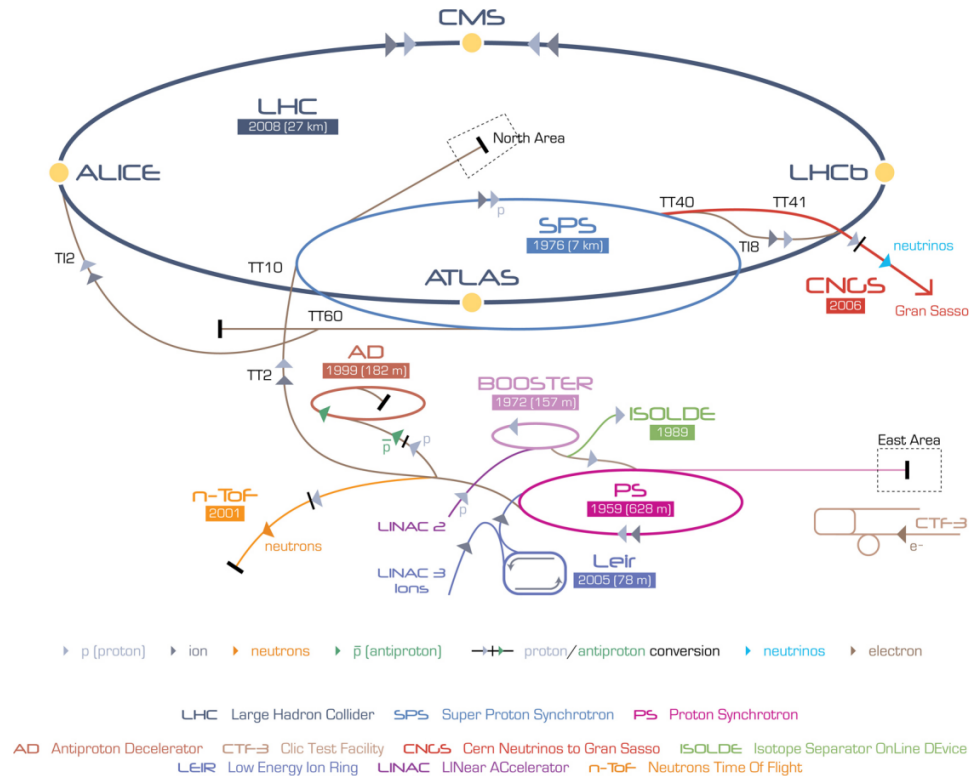 CMS
LHC
2008 (27 km)
North Area
ALICE
LHCb
p
SPS
1976 (7 km)
TT40
TT41
TI8
neutrinos
TI2
TT10
ATLAS
CNGS
2006
Gran Sasso
TT60
TT2
AD
1999 (182 m)
BOOSTER
1972 (157 m)
ISOLDE
1989
p̄
p
East Area
n-ToF
2001
neutrons
LINAC 2
p
PS
1959 (628 m)
CTF-3
e-
LINAC 3
Ions
Leir
2005 (78 m)
p (proton) ion neutrons p̄ (antiproton) proton/antiproton conversion neutrinos electron
LHC Large Hadron Collider SPS Super Proton Synchrotron PS Proton Synchrotron
AD Antiproton Decelerator CTF-3 Clic Test Facility CNGS Cern Neutrinos to Gran Sasso ISOLDE Isotope Separator OnLine DEvice
LEIR Low Energy Ion Ring LINAC LINear ACcelerator n-ToF Neutrons Time Of Flight